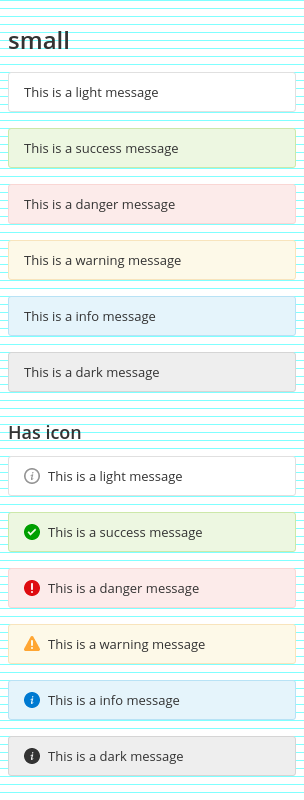 small
This is a light message
This is a success message
This is a danger message
This is a warning message
This is a info message
This is a dark message
Has icon
This is a light message
This is a success message
This is a danger message
This is a warning message
This is a info message
This is a dark message